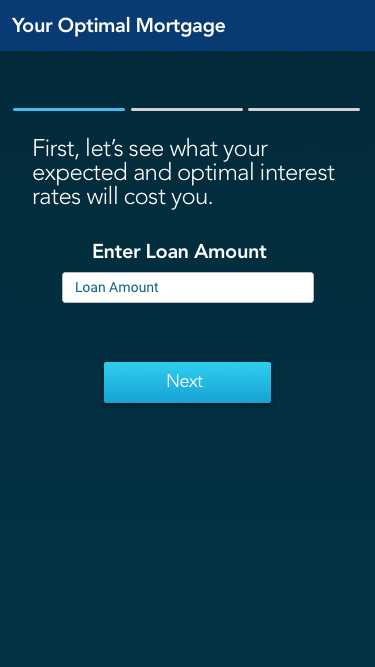 Your Optimal Mortgage
First, let’s see what your
expected and optimal interest
rates will cost you.
Enter Loan Amount
Loan Amount
Next